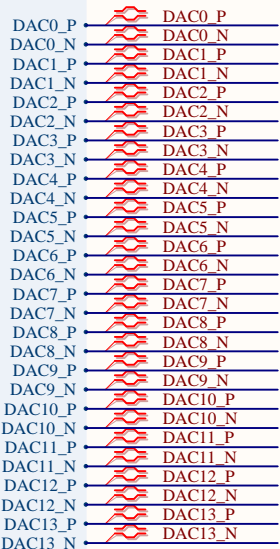 DAC0_P DAC0_P
DAC0_N DAC0_N
DAC1_P DAC1_P
DAC1_N DAC1_N
DAC2_P DAC2_P
DAC2_N DAC2_N
DAC3_P DAC3_P
DAC3_N DAC3_N
DAC4_P DAC4_P
DAC4_N DAC4_N
DAC5_P DAC5_P
DAC5_N DAC5_N
DAC6_P DAC6_P
DAC6_N DAC6_N
DAC7_P DAC7_P
DAC7_N DAC7_N
DAC8_P DAC8_P
DAC8_N DAC8_N
DAC9_P DAC9_P
DAC9_N DAC9_N
DAC10_P DAC10_P
DAC10_N DAC10_N
DAC11_P DAC11_P
DAC11_N DAC11_N
DAC12_P DAC12_P
DAC12_N DAC12_N
DAC13_P DAC13_P
DAC13_N DAC13_N